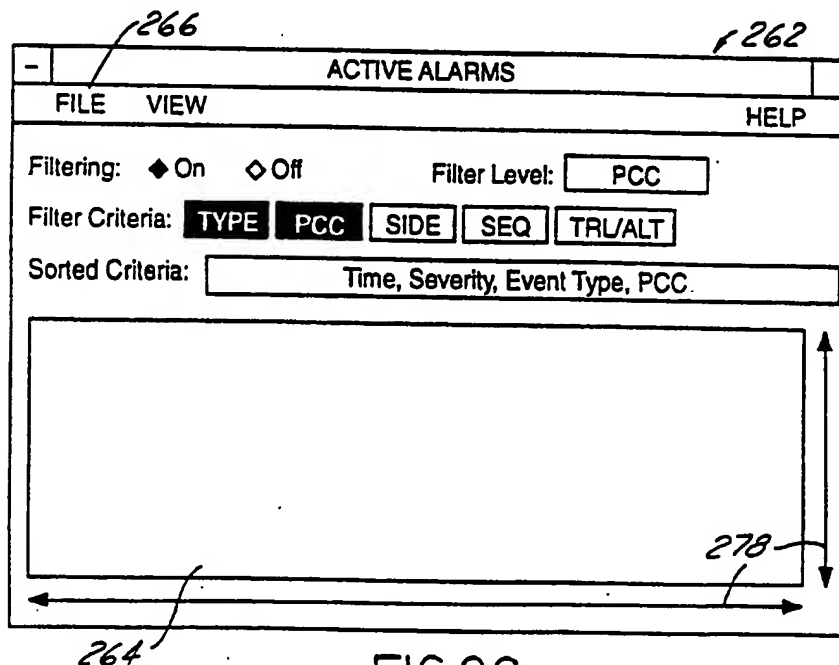 266
262
- ACTIVE ALARMS
FILE VIEW HELP
Filtering: ◆ On ◇ Off Filter Level: PCC
Filter Criteria: TYPE PCC SIDE SEQ TRL/ALT
Sorted Criteria: Time, Severity, Event Type, PCC
278
264